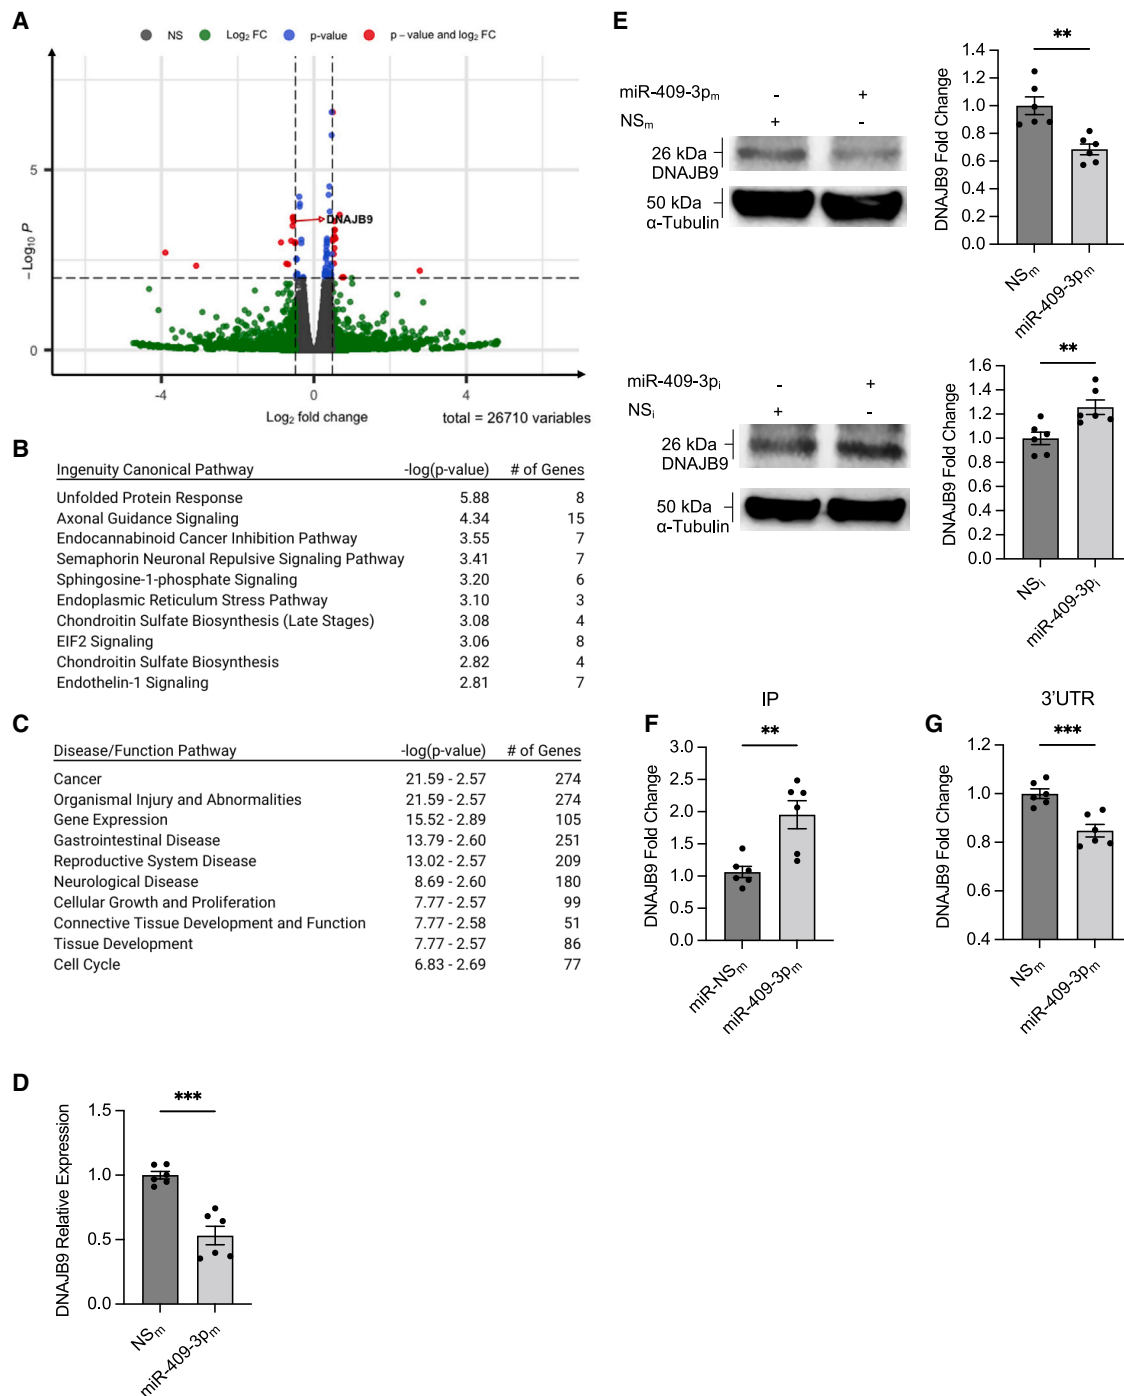 A
NS Log₂ FC p-value p – value and log₂ FC
5
0
–Log₁₀ P
DNAJB9
-4 0 4
Log₂ fold change
total = 26710 variables
B
Ingenuity Canonical Pathway -log(p-value) # of Genes
Unfolded Protein Response 5.88 8
Axonal Guidance Signaling 4.34 15
Endocannabinoid Cancer Inhibition Pathway 3.55 7
Semaphorin Neuronal Repulsive Signaling Pathway 3.41 7
Sphingosine-1-phosphate Signaling 3.20 6
Endoplasmic Reticulum Stress Pathway 3.10 3
Chondroitin Sulfate Biosynthesis (Late Stages) 3.08 4
EIF2 Signaling 3.06 8
Chondroitin Sulfate Biosynthesis 2.82 4
Endothelin-1 Signaling 2.81 7
C
Disease/Function Pathway -log(p-value) # of Genes
Cancer 21.59 - 2.57 274
Organismal Injury and Abnormalities 21.59 - 2.57 274
Gene Expression 15.52 - 2.89 105
Gastrointestinal Disease 13.79 - 2.60 251
Reproductive System Disease 13.02 - 2.57 209
Neurological Disease 8.69 - 2.60 180
Cellular Growth and Proliferation 7.77 - 2.57 99
Connective Tissue Development and Function 7.77 - 2.58 51
Tissue Development 7.77 - 2.57 86
Cell Cycle 6.83 - 2.69 77
D
***
DNAJB9 Relative Expression
1.5
1.0
0.5
0.0
NSₘ
miR-409-3pₘ
E
miR-409-3pₘ - +
NSₘ + -
26 kDa
DNAJB9
50 kDa
α-Tubulin
**
DNAJB9 Fold Change
1.4
1.2
1.0
0.8
0.6
0.4
0.2
0.0
NSₘ
miR-409-3pₘ
miR-409-3pᵢ - +
NSᵢ + -
26 kDa
DNAJB9
50 kDa
α-Tubulin
**
DNAJB9 Fold Change
1.6
1.4
1.2
1.0
0.8
0.6
0.4
0.2
0.0
NSᵢ
miR-409-3pᵢ
F
IP
**
DNAJB9 Fold Change
3.0
2.5
2.0
1.5
1.0
0.5
0.0
miR-NSₘ
miR-409-3pₘ
G
3'UTR
***
DNAJB9 Fold Change
1.2
1.0
0.8
0.6
0.4
NSₘ
miR-409-3pₘ